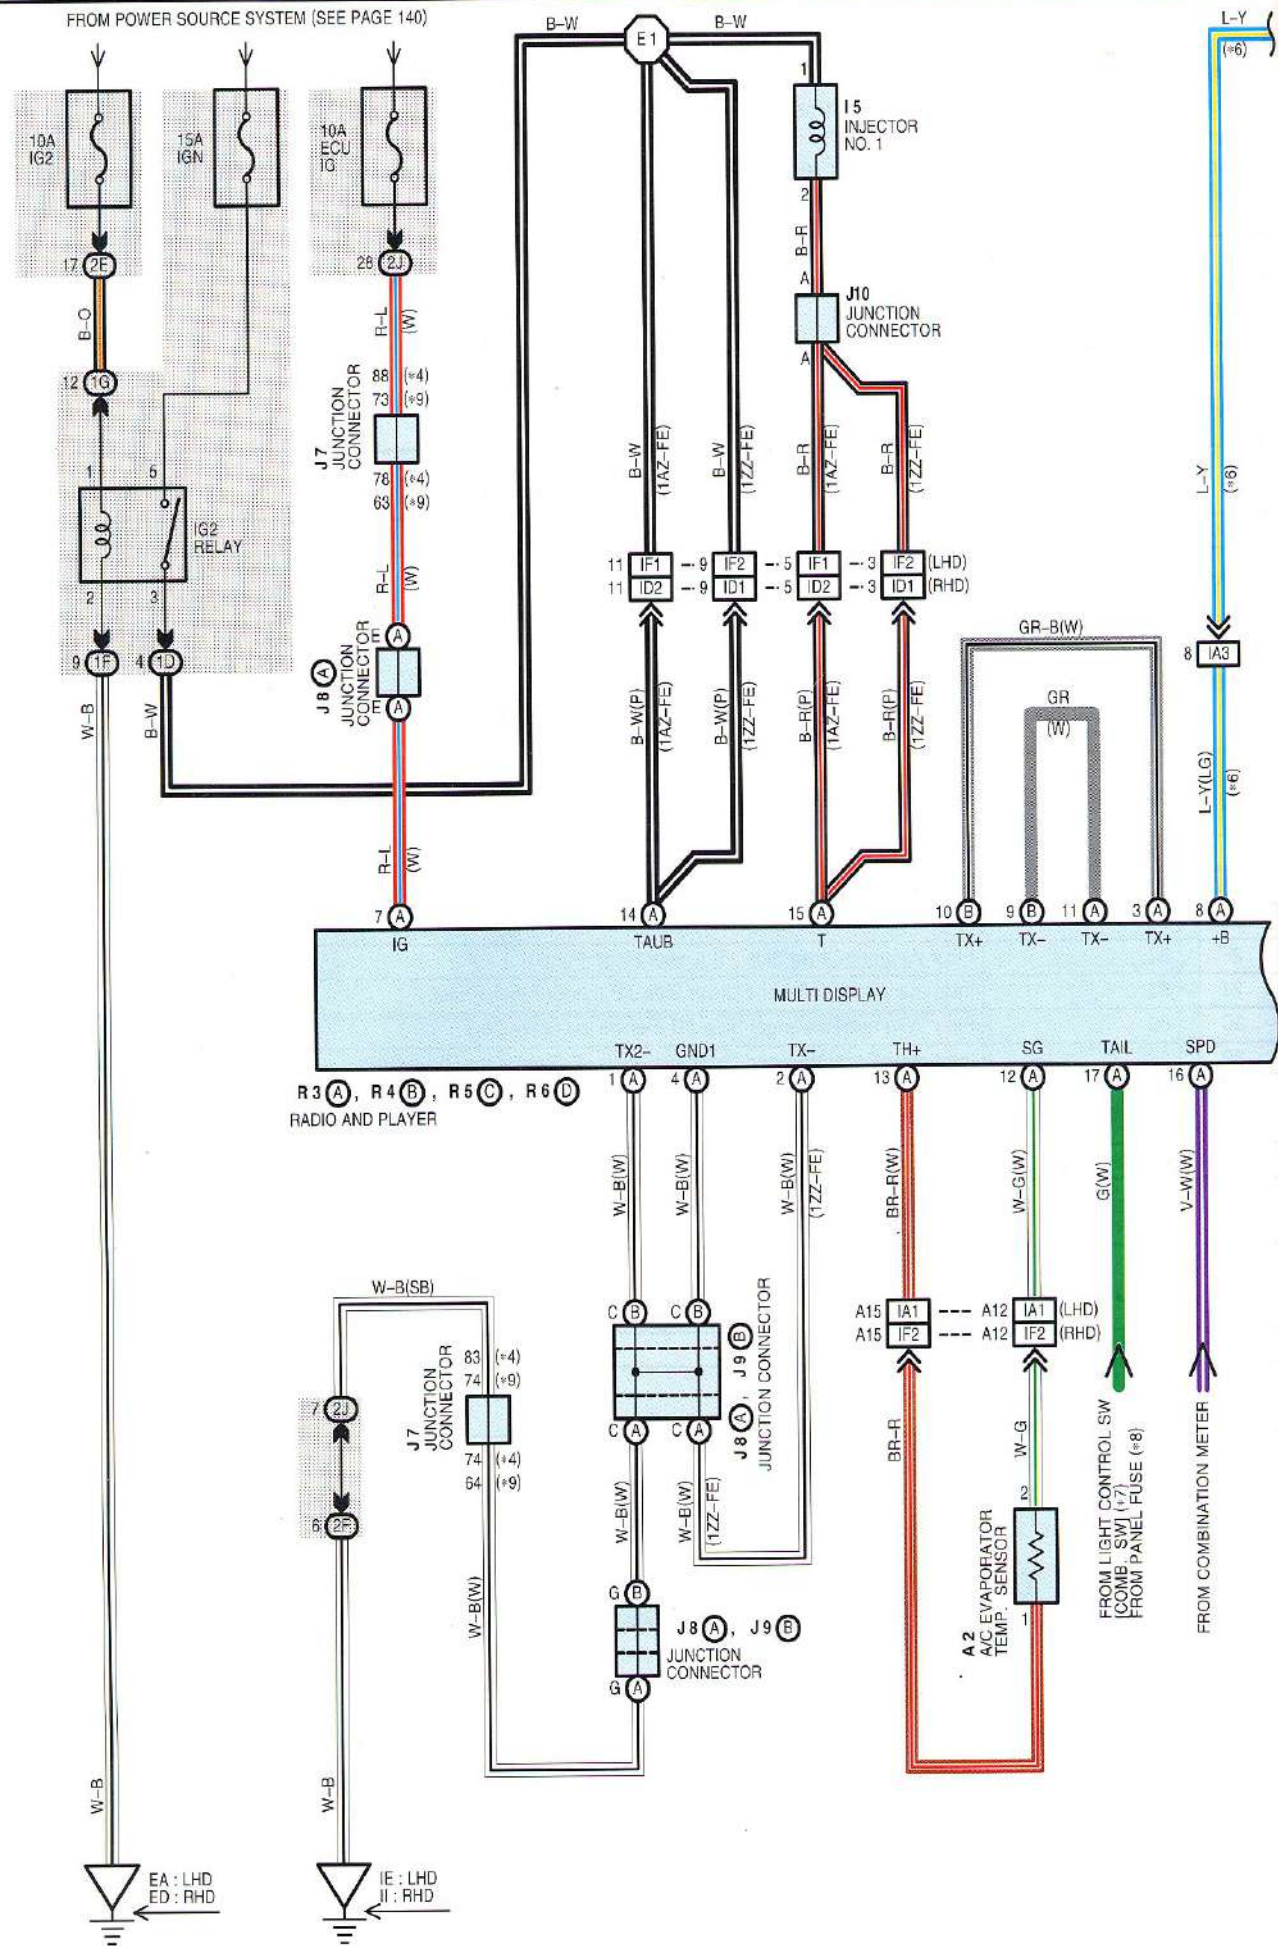 FROM POWER SOURCE SYSTEM (SEE PAGE 140)
B–W
E1
B–W
L–Y
(*6)
10A
IG2
15A
IGN
10A
ECU
IG
1
I5
INJECTOR
NO. 1
2
B–R
A
J10
JUNCTION
CONNECTOR
A
17 2E
28 2J
B–O
R–L
(W)
12 1G
88 (*4)
73 (*9)
J7
JUNCTION
CONNECTOR
78 (*4)
63 (*9)
1
5
IG2
RELAY
2
3
R–L
(W)
B–W
(1AZ–FE)
B–W
(1ZZ–FE)
B–R
(1AZ–FE)
B–R
(1ZZ–FE)
L–Y
(*6)
11 IF1 –· 9 IF2 –· 5 IF1 –· 3 IF2 (LHD)
11 ID2 –· 9 ID1 –· 5 ID2 –· 3 ID1 (RHD)
9 1F
4 1D
E A
J8 A
JUNCTION
CONNECTOR
E A
GR–B(W)
8 IA3
GR
(W)
W–B
B–W
B–W(P)
(1AZ–FE)
B–W(P)
(1ZZ–FE)
B–R(P)
(1AZ–FE)
B–R(P)
(1ZZ–FE)
L–Y(LG)
(*6)
R–L
(W)
7 A
14 A
15 A
10 B
9 B
11 A
3 A
8 A
IG
TAUB
T
TX+
TX–
TX–
TX+
+B
MULTI DISPLAY
TX2–
GND1
TX–
TH+
SG
TAIL
SPD
1 A
4 A
2 A
13 A
12 A
17 A
16 A
R3 A, R4 B, R5 C, R6 D
RADIO AND PLAYER
W–B(W)
W–B(W)
W–B(W)
(1ZZ–FE)
BR–R(W)
W–G(W)
G(W)
V–W(W)
W–B(SB)
C B
C B
J8 A, J9 B
JUNCTION CONNECTOR
A15 IA1 ––– A12 IA1 (LHD)
A15 IF2 ––– A12 IF2 (RHD)
83 (*4)
74 (*9)
J7
JUNCTION
CONNECTOR
74 (*4)
64 (*9)
7 2J
C A
C A
BR–R
W–G
FROM LIGHT CONTROL SW
[COMB. SW] (*7)
FROM PANEL FUSE (*8)
FROM COMBINATION METER
6 2F
W–B(W)
W–B(W)
(1ZZ–FE)
2
A2
A/C EVAPORATOR
TEMP. SENSOR
1
W–B(W)
G B
J8 A, J9 B
JUNCTION
CONNECTOR
G A
W–B
W–B
EA : LHD
ED : RHD
IE : LHD
II : RHD